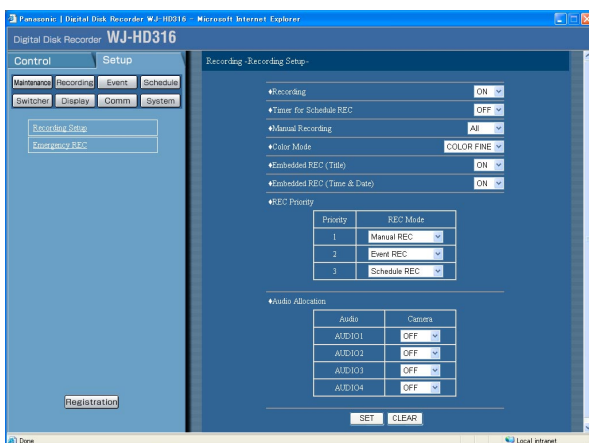 Panasonic | Digital Disk Recorder WJ-HD316 - Microsoft Internet Explorer
Digital Disk Recorder WJ-HD316
Control Setup
Maintenance Recording Event Schedule
Switcher Display Comm System
Recording Setup
Emergency REC
Registration
Recording -Recording Setup-
♦Recording ON
♦Timer for Schedule REC OFF
♦Manual Recording All
♦Color Mode COLOR FINE
♦Embedded REC (Title) ON
♦Embedded REC (Time & Date) ON
♦REC Priority
Priority REC Mode
1 Manual REC
2 Event REC
3 Schedule REC
♦Audio Allocation
Audio Camera
AUDIO1 OFF
AUDIO2 OFF
AUDIO3 OFF
AUDIO4 OFF
SET CLEAR
Done Local intranet